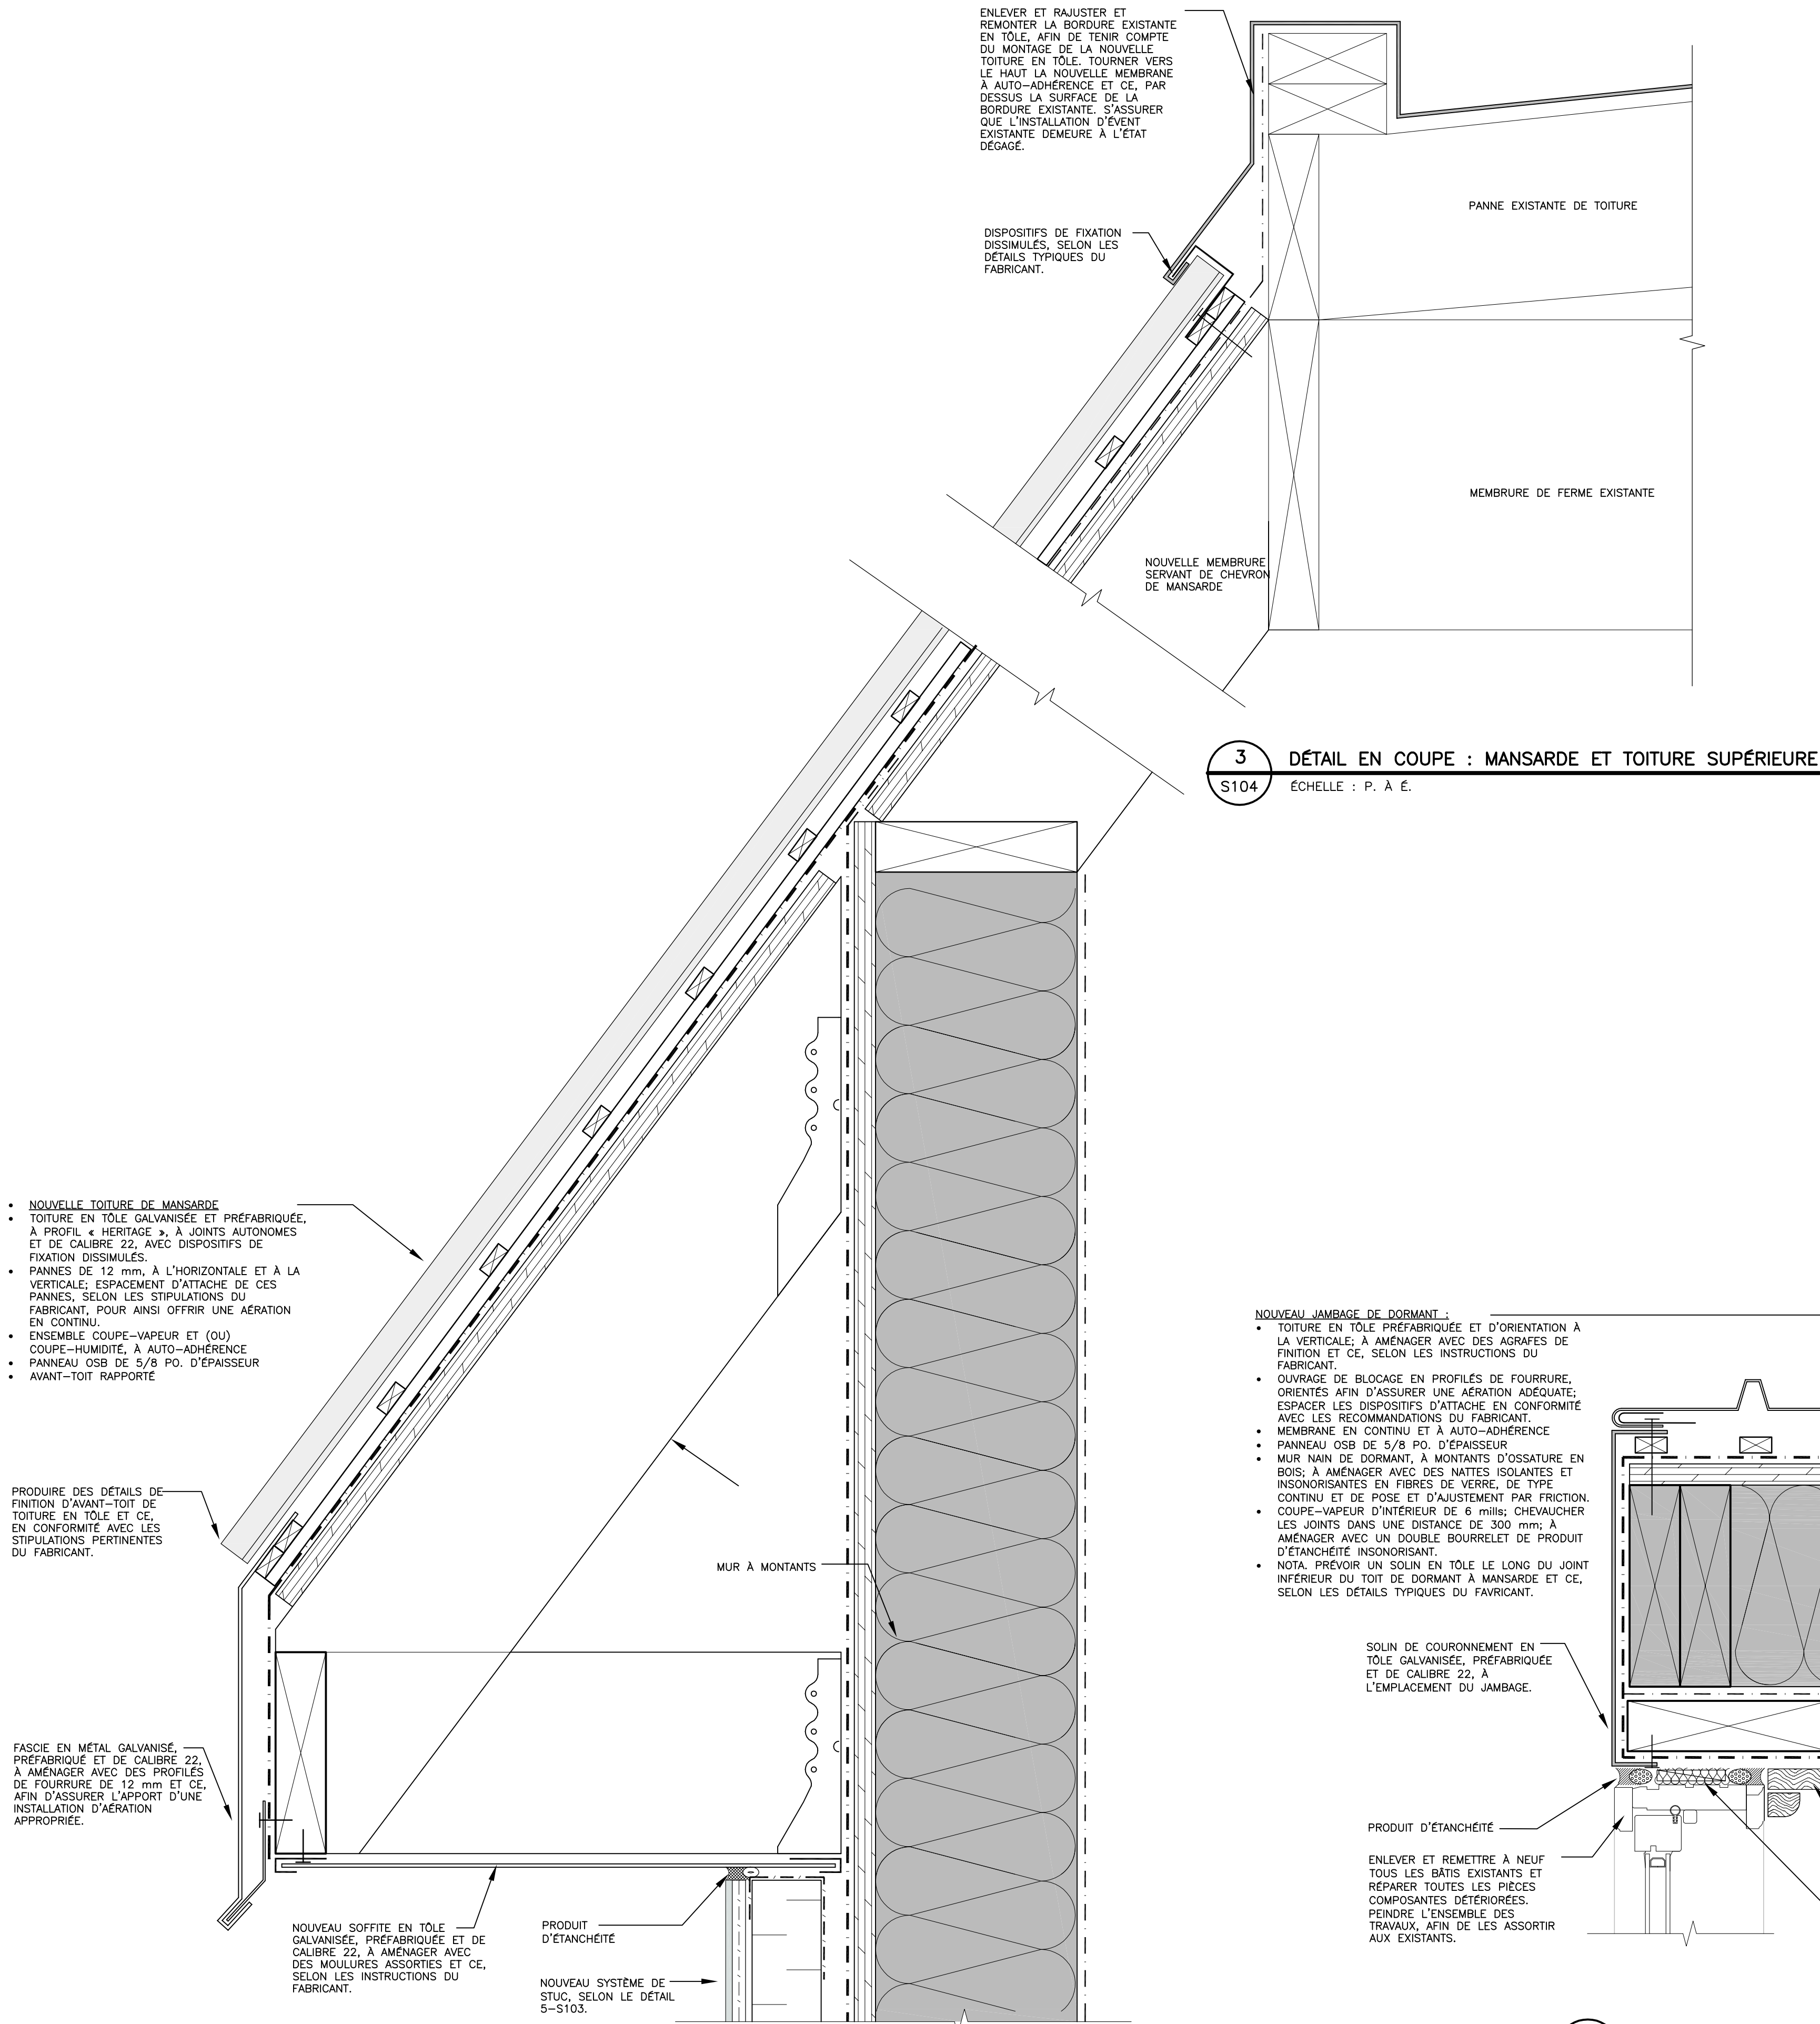 ENLEVER ET RAJUSTER ET
REMONTER LA BORDURE EXISTANTE
EN TÔLE, AFIN DE TENIR COMPTE
DU MONTAGE DE LA NOUVELLE
TOITURE EN TÔLE. TOURNER VERS
LE HAUT LA NOUVELLE MEMBRANE
À AUTO-ADHÉRENCE ET CE, PAR
DESSUS LA SURFACE DE LA
BORDURE EXISTANTE. S'ASSURER
QUE L'INSTALLATION D'ÉVENT
EXISTANTE DEMEURE À L'ÉTAT
DÉGAGÉ.
PANNE EXISTANTE DE TOITURE
DISPOSITIFS DE FIXATION
DISSIMULÉS, SELON LES
DÉTAILS TYPIQUES DU
FABRICANT.
MEMBRURE DE FERME EXISTANTE
NOUVELLE MEMBRURE
SERVANT DE CHEVRON
DE MANSARDE
3
S104
DÉTAIL EN COUPE : MANSARDE ET TOITURE SUPÉRIEURE
ÉCHELLE : P. À É.
• NOUVELLE TOITURE DE MANSARDE
• TOITURE EN TÔLE GALVANISÉE ET PRÉFABRIQUÉE,
À PROFIL « HERITAGE », À JOINTS AUTONOMES
ET DE CALIBRE 22, AVEC DISPOSITIFS DE
FIXATION DISSIMULÉS.
• PANNES DE 12 mm, À L'HORIZONTALE ET À LA
VERTICALE; ESPACEMENT D'ATTACHE DE CES
PANNES, SELON LES STIPULATIONS DU
FABRICANT, POUR AINSI OFFRIR UNE AÉRATION
EN CONTINU.
• ENSEMBLE COUPE-VAPEUR ET (OU)
COUPE-HUMIDITÉ, À AUTO-ADHÉRENCE
• PANNEAU OSB DE 5/8 PO. D'ÉPAISSEUR
• AVANT-TOIT RAPPORTÉ
PRODUIRE DES DÉTAILS DE
FINITION D'AVANT-TOIT DE
TOITURE EN TÔLE ET CE,
EN CONFORMITÉ AVEC LES
STIPULATIONS PERTINENTES
DU FABRICANT.
MUR À MONTANTS
FASCIE EN MÉTAL GALVANISÉ,
PRÉFABRIQUÉ ET DE CALIBRE 22,
À AMÉNAGER AVEC DES PROFILÉS
DE FOURRURE DE 12 mm ET CE,
AFIN D'ASSURER L'APPORT D'UNE
INSTALLATION D'AÉRATION
APPROPRIÉE.
NOUVEAU SOFFITE EN TÔLE
GALVANISÉE, PRÉFABRIQUÉE ET DE
CALIBRE 22, À AMÉNAGER AVEC
DES MOULURES ASSORTIES ET CE,
SELON LES INSTRUCTIONS DU
FABRICANT.
PRODUIT
D'ÉTANCHÉITÉ
NOUVEAU SYSTÈME DE
STUC, SELON LE DÉTAIL
5-S103.
NOUVEAU JAMBAGE DE DORMANT :
• TOITURE EN TÔLE PRÉFABRIQUÉE ET D'ORIENTATION À
LA VERTICALE; À AMÉNAGER AVEC DES AGRAFES DE
FINITION ET CE, SELON LES INSTRUCTIONS DU
FABRICANT.
• OUVRAGE DE BLOCAGE EN PROFILÉS DE FOURRURE,
ORIENTÉS AFIN D'ASSURER UNE AÉRATION ADÉQUATE;
ESPACER LES DISPOSITIFS D'ATTACHE EN CONFORMITÉ
AVEC LES RECOMMANDATIONS DU FABRICANT.
• MEMBRANE EN CONTINU ET À AUTO-ADHÉRENCE
• PANNEAU OSB DE 5/8 PO. D'ÉPAISSEUR
• MUR NAIN DE DORMANT, À MONTANTS D'OSSATURE EN
BOIS; À AMÉNAGER AVEC DES NATTES ISOLANTES ET
INSONORISANTES EN FIBRES DE VERRE, DE TYPE
CONTINU ET DE POSE ET D'AJUSTEMENT PAR FRICTION.
• COUPE-VAPEUR D'INTÉRIEUR DE 6 mills; CHEVAUCHER
LES JOINTS DANS UNE DISTANCE DE 300 mm; À
AMÉNAGER AVEC UN DOUBLE BOURRELET DE PRODUIT
D'ÉTANCHÉITÉ INSONORISANT.
• NOTA. PRÉVOIR UN SOLIN EN TÔLE LE LONG DU JOINT
INFÉRIEUR DU TOIT DE DORMANT À MANSARDE ET CE,
SELON LES DÉTAILS TYPIQUES DU FAVRICANT.
SOLIN DE COURONNEMENT EN
TÔLE GALVANISÉE, PRÉFABRIQUÉE
ET DE CALIBRE 22, À
L'EMPLACEMENT DU JAMBAGE.
PRODUIT D'ÉTANCHÉITÉ
ENLEVER ET REMETTRE À NEUF
TOUS LES BÂTIS EXISTANTS ET
RÉPARER TOUTES LES PIÈCES
COMPOSANTES DÉTÉRIORÉES.
PEINDRE L'ENSEMBLE DES
TRAVAUX, AFIN DE LES ASSORTIR
AUX EXISTANTS.